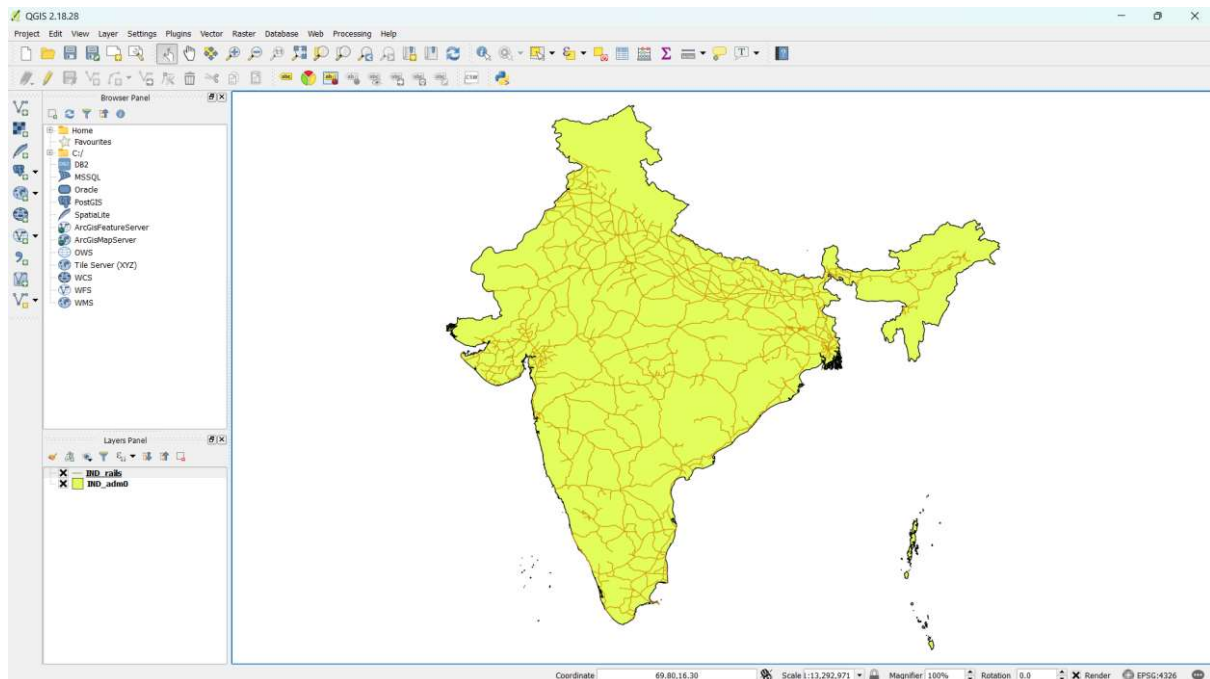 QGIS 2.18.28
Project Edit View Layer Settings Plugins Vector Raster Database Web Processing Help
Browser Panel
Home
Favourites
C:/
DB2
MSSQL
Oracle
PostGIS
SpatiaLite
ArcGisFeatureServer
ArcGisMapServer
OWS
Tile Server (XYZ)
WCS
WFS
WMS
Layers Panel
IND_rails
IND_adm0
Coordinate 69.80,16.30 Scale 1:13,292,971 Magnifier 100% Rotation 0.0 Render EPSG:4326